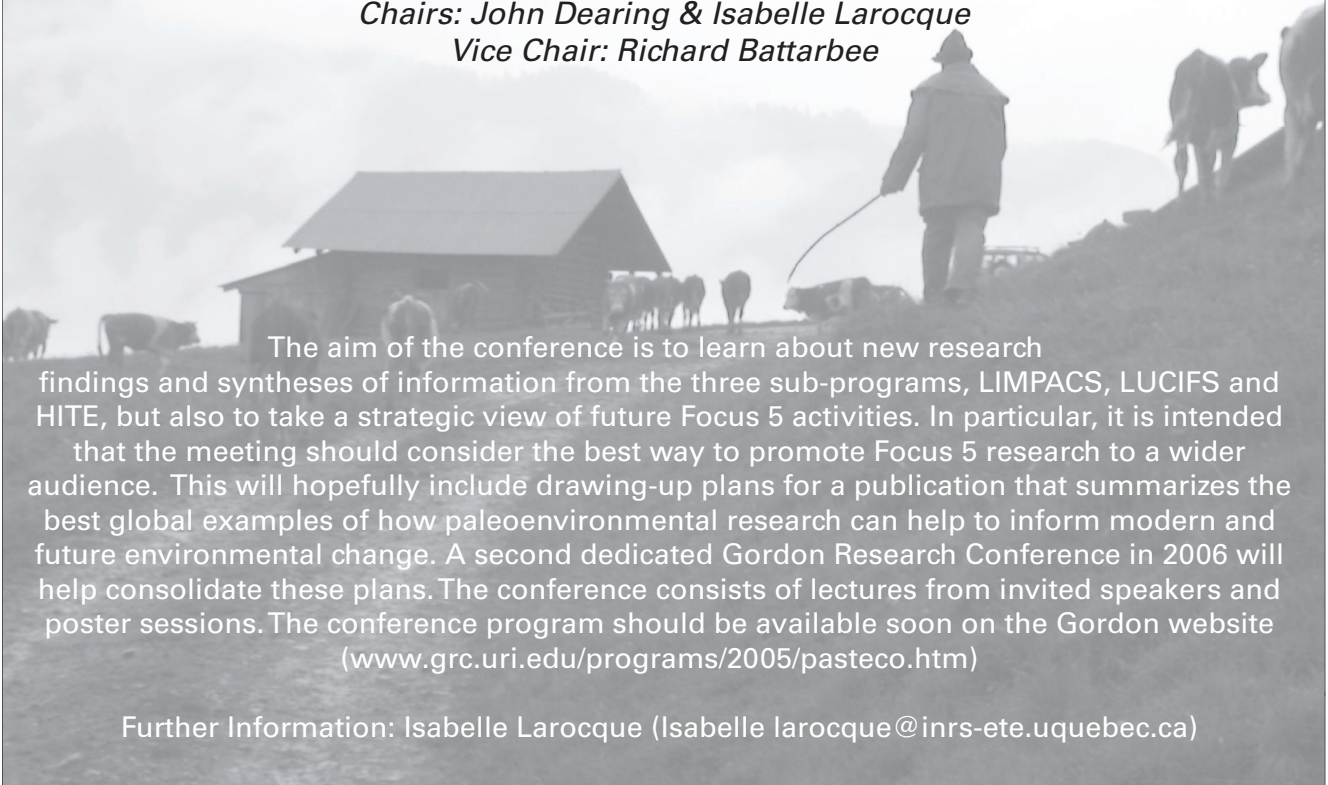 Chairs: John Dearing & Isabelle Larocque
Vice Chair: Richard Battarbee
The aim of the conference is to learn about new research
findings and syntheses of information from the three sub-programs, LIMPACS, LUCIFS and
HITE, but also to take a strategic view of future Focus 5 activities. In particular, it is intended
that the meeting should consider the best way to promote Focus 5 research to a wider
audience. This will hopefully include drawing-up plans for a publication that summarizes the
best global examples of how paleoenvironmental research can help to inform modern and
future environmental change. A second dedicated Gordon Research Conference in 2006 will
help consolidate these plans. The conference consists of lectures from invited speakers and
poster sessions. The conference program should be available soon on the Gordon website
(www.grc.uri.edu/programs/2005/pasteco.htm)
Further Information: Isabelle Larocque (Isabelle larocque@inrs-ete.uquebec.ca)